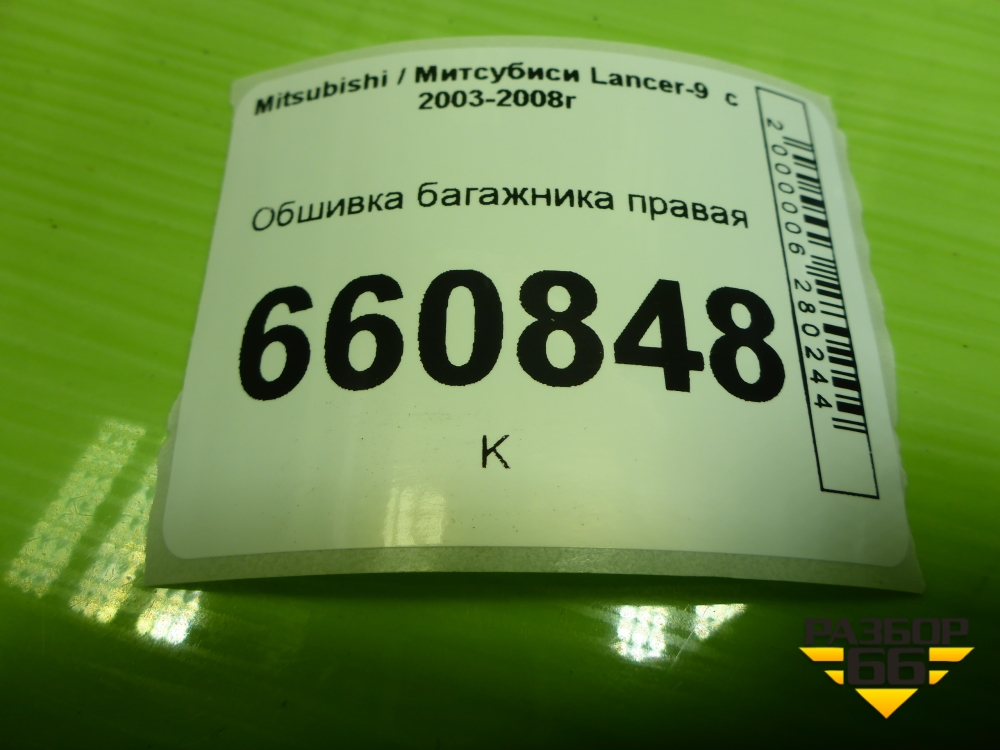 Mitsubishi / Митсубиси Lancer-9 с
2003-2008г
Обшивка багажника правая
660848
К
2000006280244
РАЗБОР
66